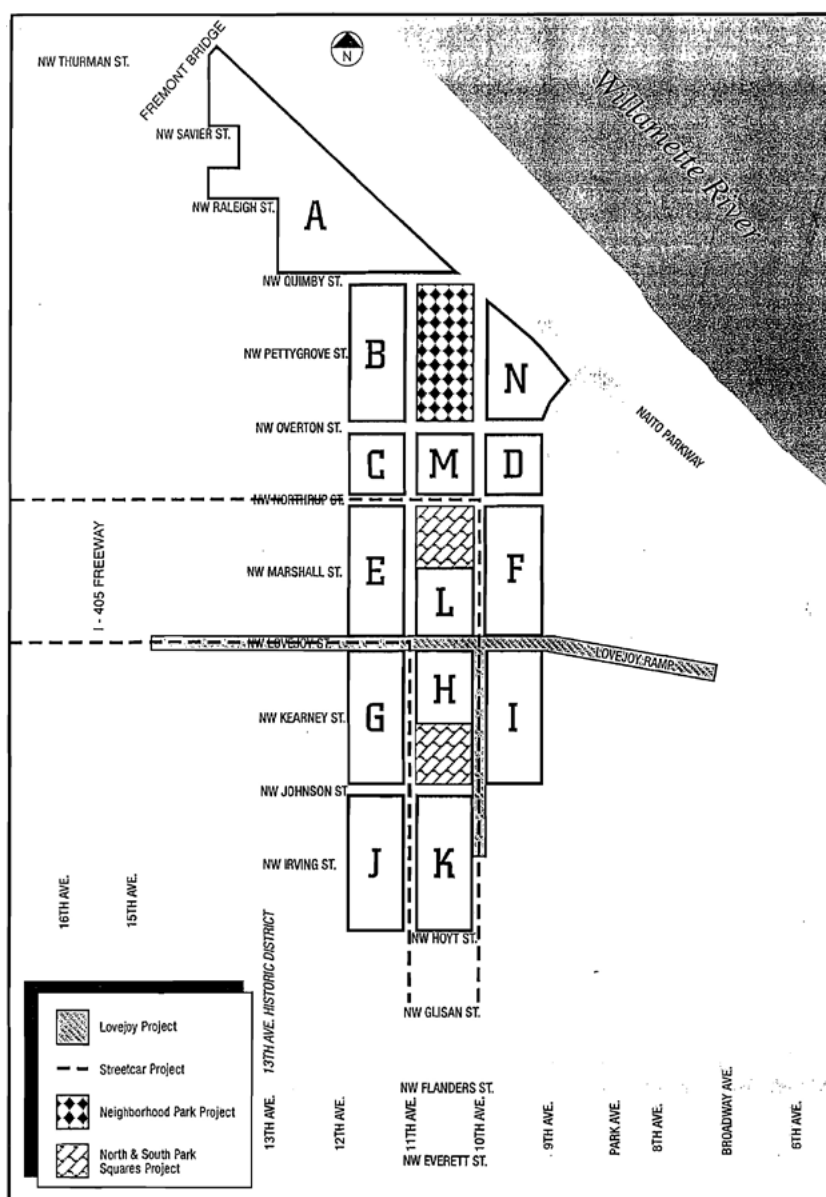 NW THURMAN ST.
FREMONT BRIDGE
N
Willamette River
NW SAVIER ST.
NW RALEIGH ST.
A
NW QUIMBY ST.
NW PETTYGROVE ST.
B
N
NW OVERTON ST.
NAITO PARKWAY
C
M
D
NW NORTHRUP ST.
I - 405 FREEWAY
NW MARSHALL ST.
E
F
L
NW LOVEJOY ST.
LOVEJOY RAMP
H
NW KEARNEY ST.
G
I
NW JOHNSON ST
NW IRVING ST.
J
K
16TH AVE.
15TH AVE.
NW HOYT ST.
13TH AVE. HISTORIC DISTRICT
NW GLISAN ST.
Lovejoy Project
Streetcar Project
Neighborhood Park Project
North & South Park
Squares Project
NW FLANDERS ST.
13TH AVE.
12TH AVE.
11TH AVE.
10TH AVE.
9TH AVE.
PARK AVE.
8TH AVE.
BROADWAY AVE.
6TH AVE.
NW EVERETT ST.